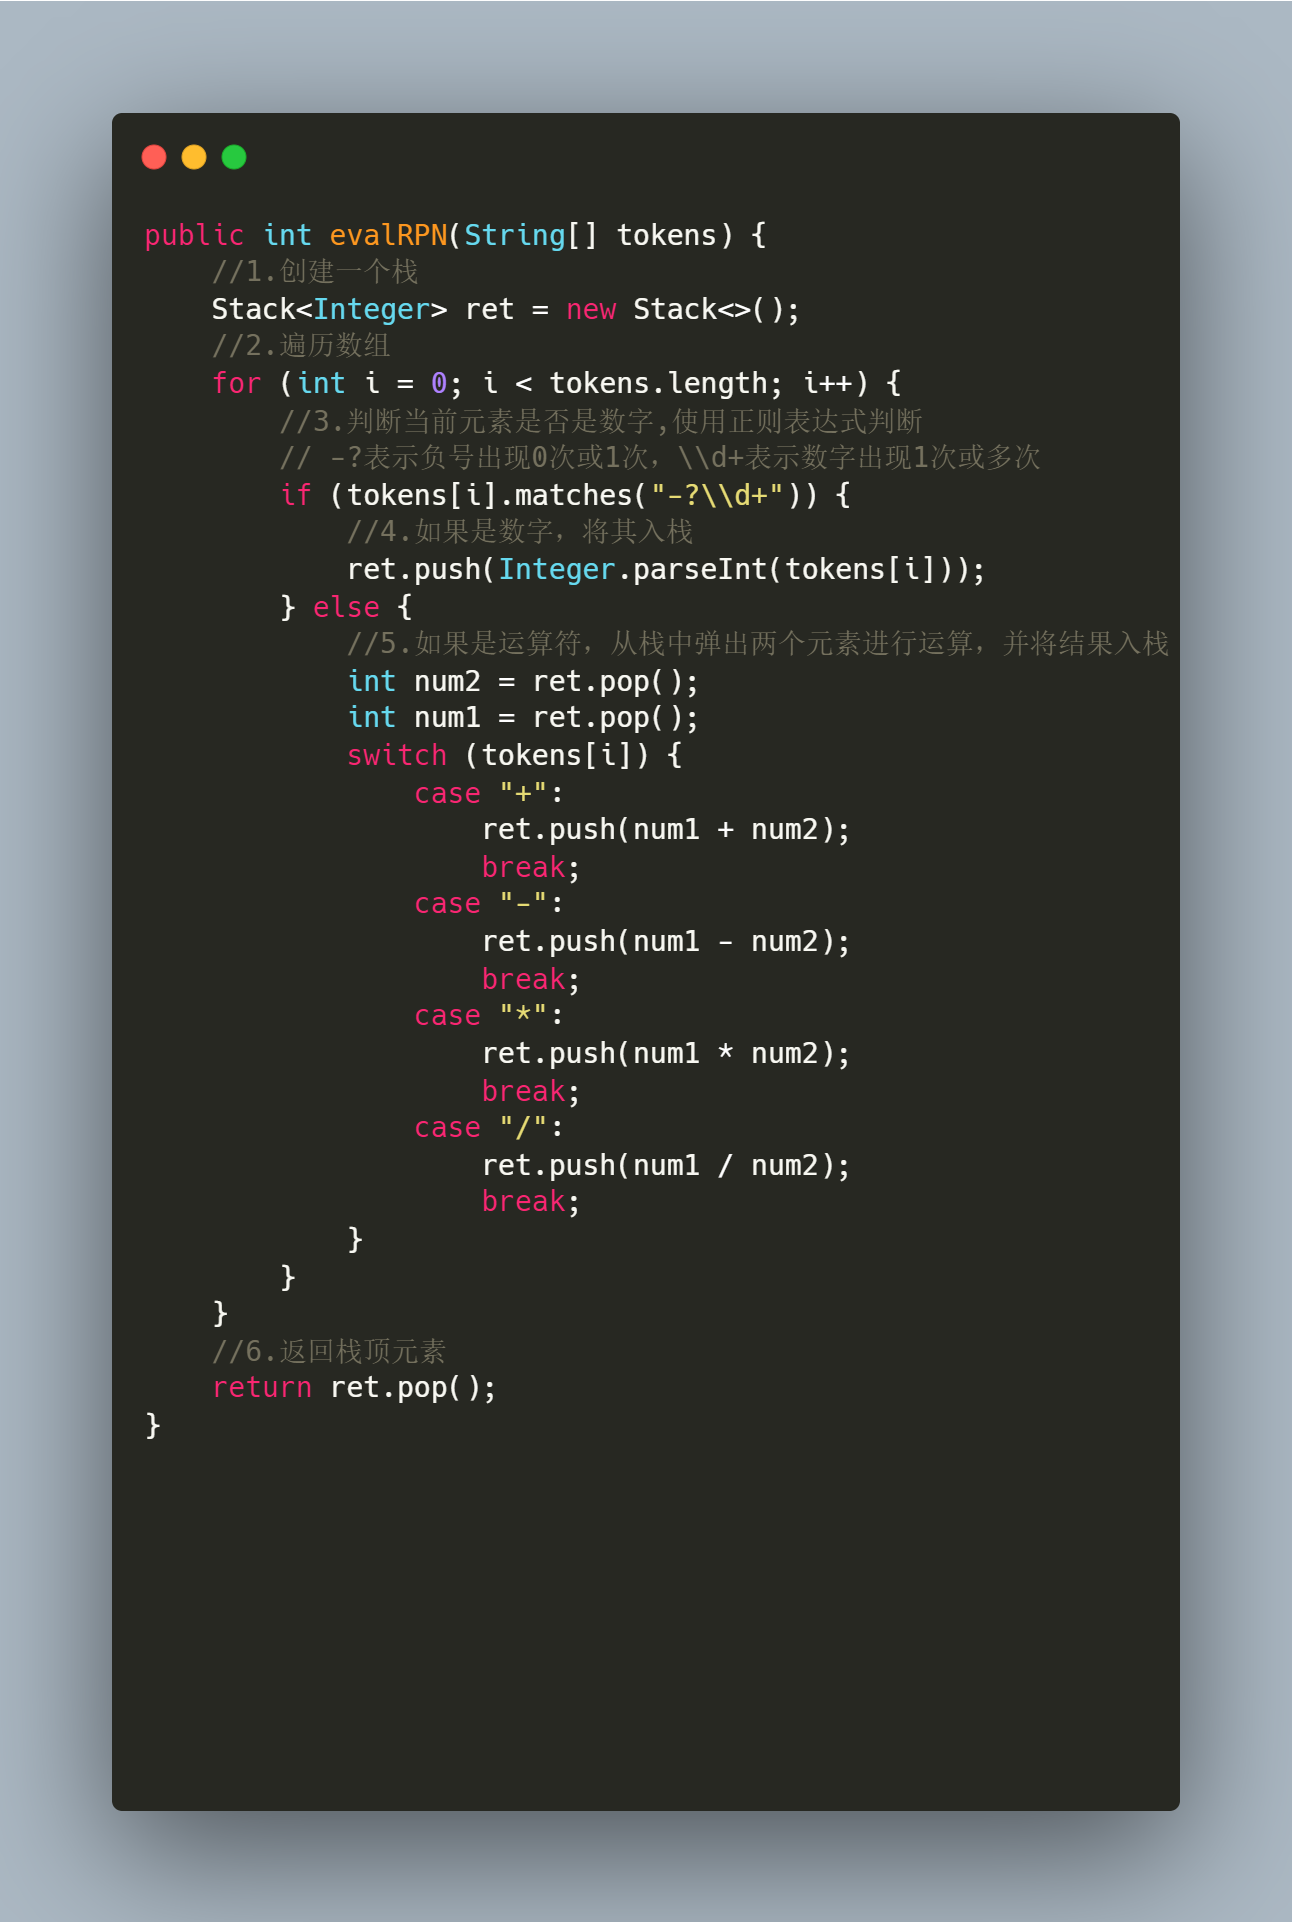 public int evalRPN(String[] tokens) {
    //1.创建一个栈
    Stack<Integer> ret = new Stack<>();
    //2.遍历数组
    for (int i = 0; i < tokens.length; i++) {
        //3.判断当前元素是否是数字,使用正则表达式判断
        // -?表示负号出现0次或1次，\\d+表示数字出现1次或多次
        if (tokens[i].matches("-?\\d+")) {
            //4.如果是数字，将其入栈
            ret.push(Integer.parseInt(tokens[i]));
        } else {
            //5.如果是运算符，从栈中弹出两个元素进行运算，并将结果入栈
            int num2 = ret.pop();
            int num1 = ret.pop();
            switch (tokens[i]) {
                case "+":
                    ret.push(num1 + num2);
                    break;
                case "-":
                    ret.push(num1 - num2);
                    break;
                case "*":
                    ret.push(num1 * num2);
                    break;
                case "/":
                    ret.push(num1 / num2);
                    break;
            }
        }
    }
    //6.返回栈顶元素
    return ret.pop();
}